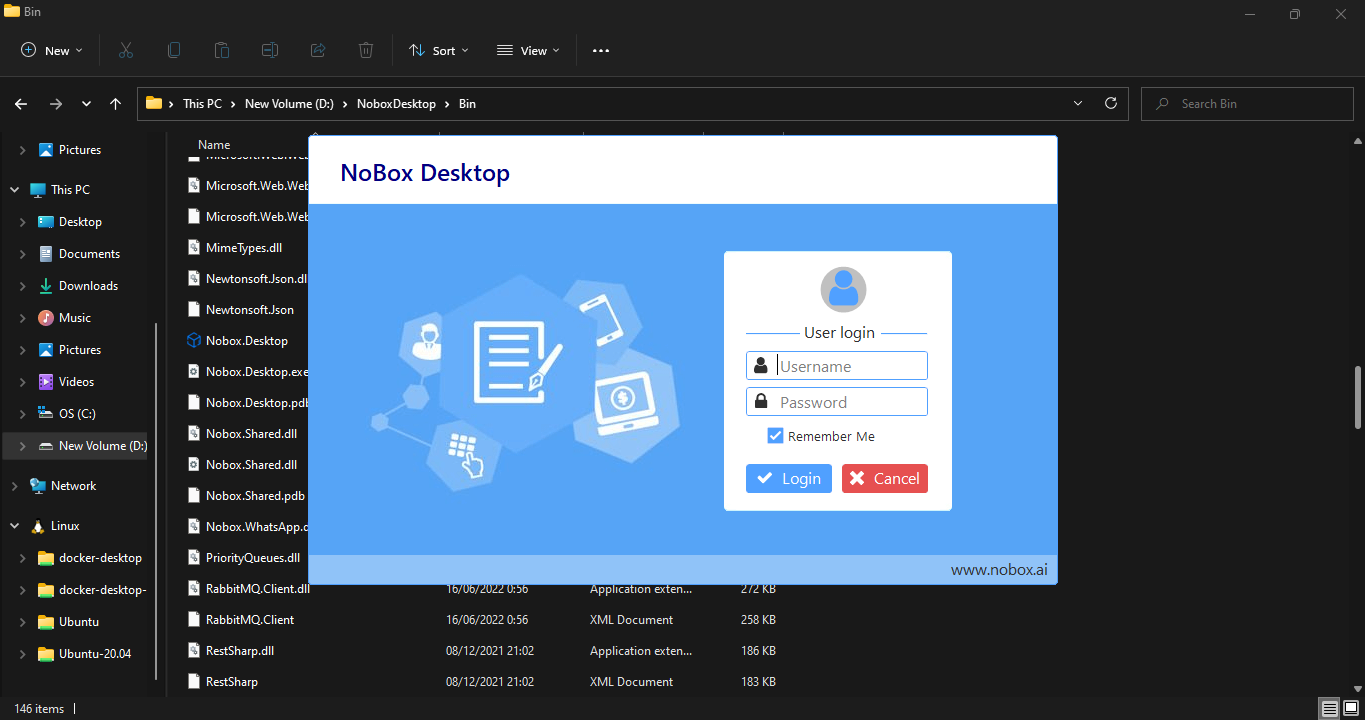 Bin
New Sort View
This PC New Volume (D:) NoboxDesktop Bin Search Bin
Pictures
This PC
Desktop
Documents
Downloads
Music
Pictures
Videos
OS (C:)
New Volume (D:)
Network
Linux
docker-desktop
docker-desktop-
Ubuntu
Ubuntu-20.04
Name
Microsoft.Web.Web
Microsoft.Web.Web
MimeTypes.dll
Newtonsoft.Json.dl
Newtonsoft.Json
Nobox.Desktop
Nobox.Desktop.exe
Nobox.Desktop.pdb
Nobox.Shared.dll
Nobox.Shared.dll
Nobox.Shared.pdb
Nobox.WhatsApp.d
PriorityQueues.dll
RabbitMQ.Client.dll 16/06/2022 0:56 Application exten... 272 KB
RabbitMQ.Client 16/06/2022 0:56 XML Document 258 KB
RestSharp.dll 08/12/2021 21:02 Application exten... 186 KB
RestSharp 08/12/2021 21:02 XML Document 183 KB
NoBox Desktop
User login
Username
Password
Remember Me
Login Cancel
www.nobox.ai
146 items